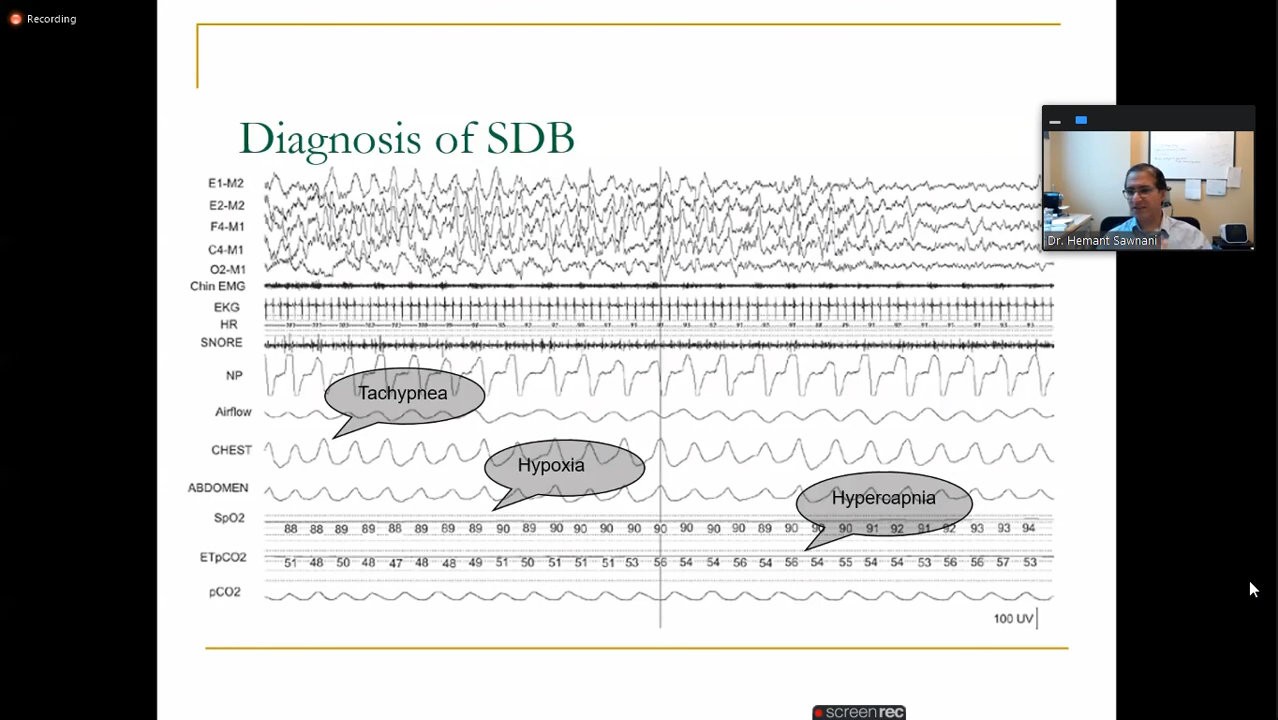 Recording
Diagnosis of SDB
Dr. Hemant Sawnani
E1-M2
E2-M2
F4-M1
C4-M1
O2-M1
Chin EMG
EKG
HR
SNORE
NP
Tachypnea
Airflow
CHEST
Hypoxia
ABDOMEN
Hypercapnia
SpO2
88 88 89 89 88 89 89 89 90 89 90 90 90 90 90 90 90 90 89 90 90 91 92 91 93 93 94
ETpCO2
51 48 50 48 47 48 48 49 51 50 51 51 51 53 56 54 54 56 54 56 54 55 54 53 56 56 57 53
pCO2
100 UV
screenrec